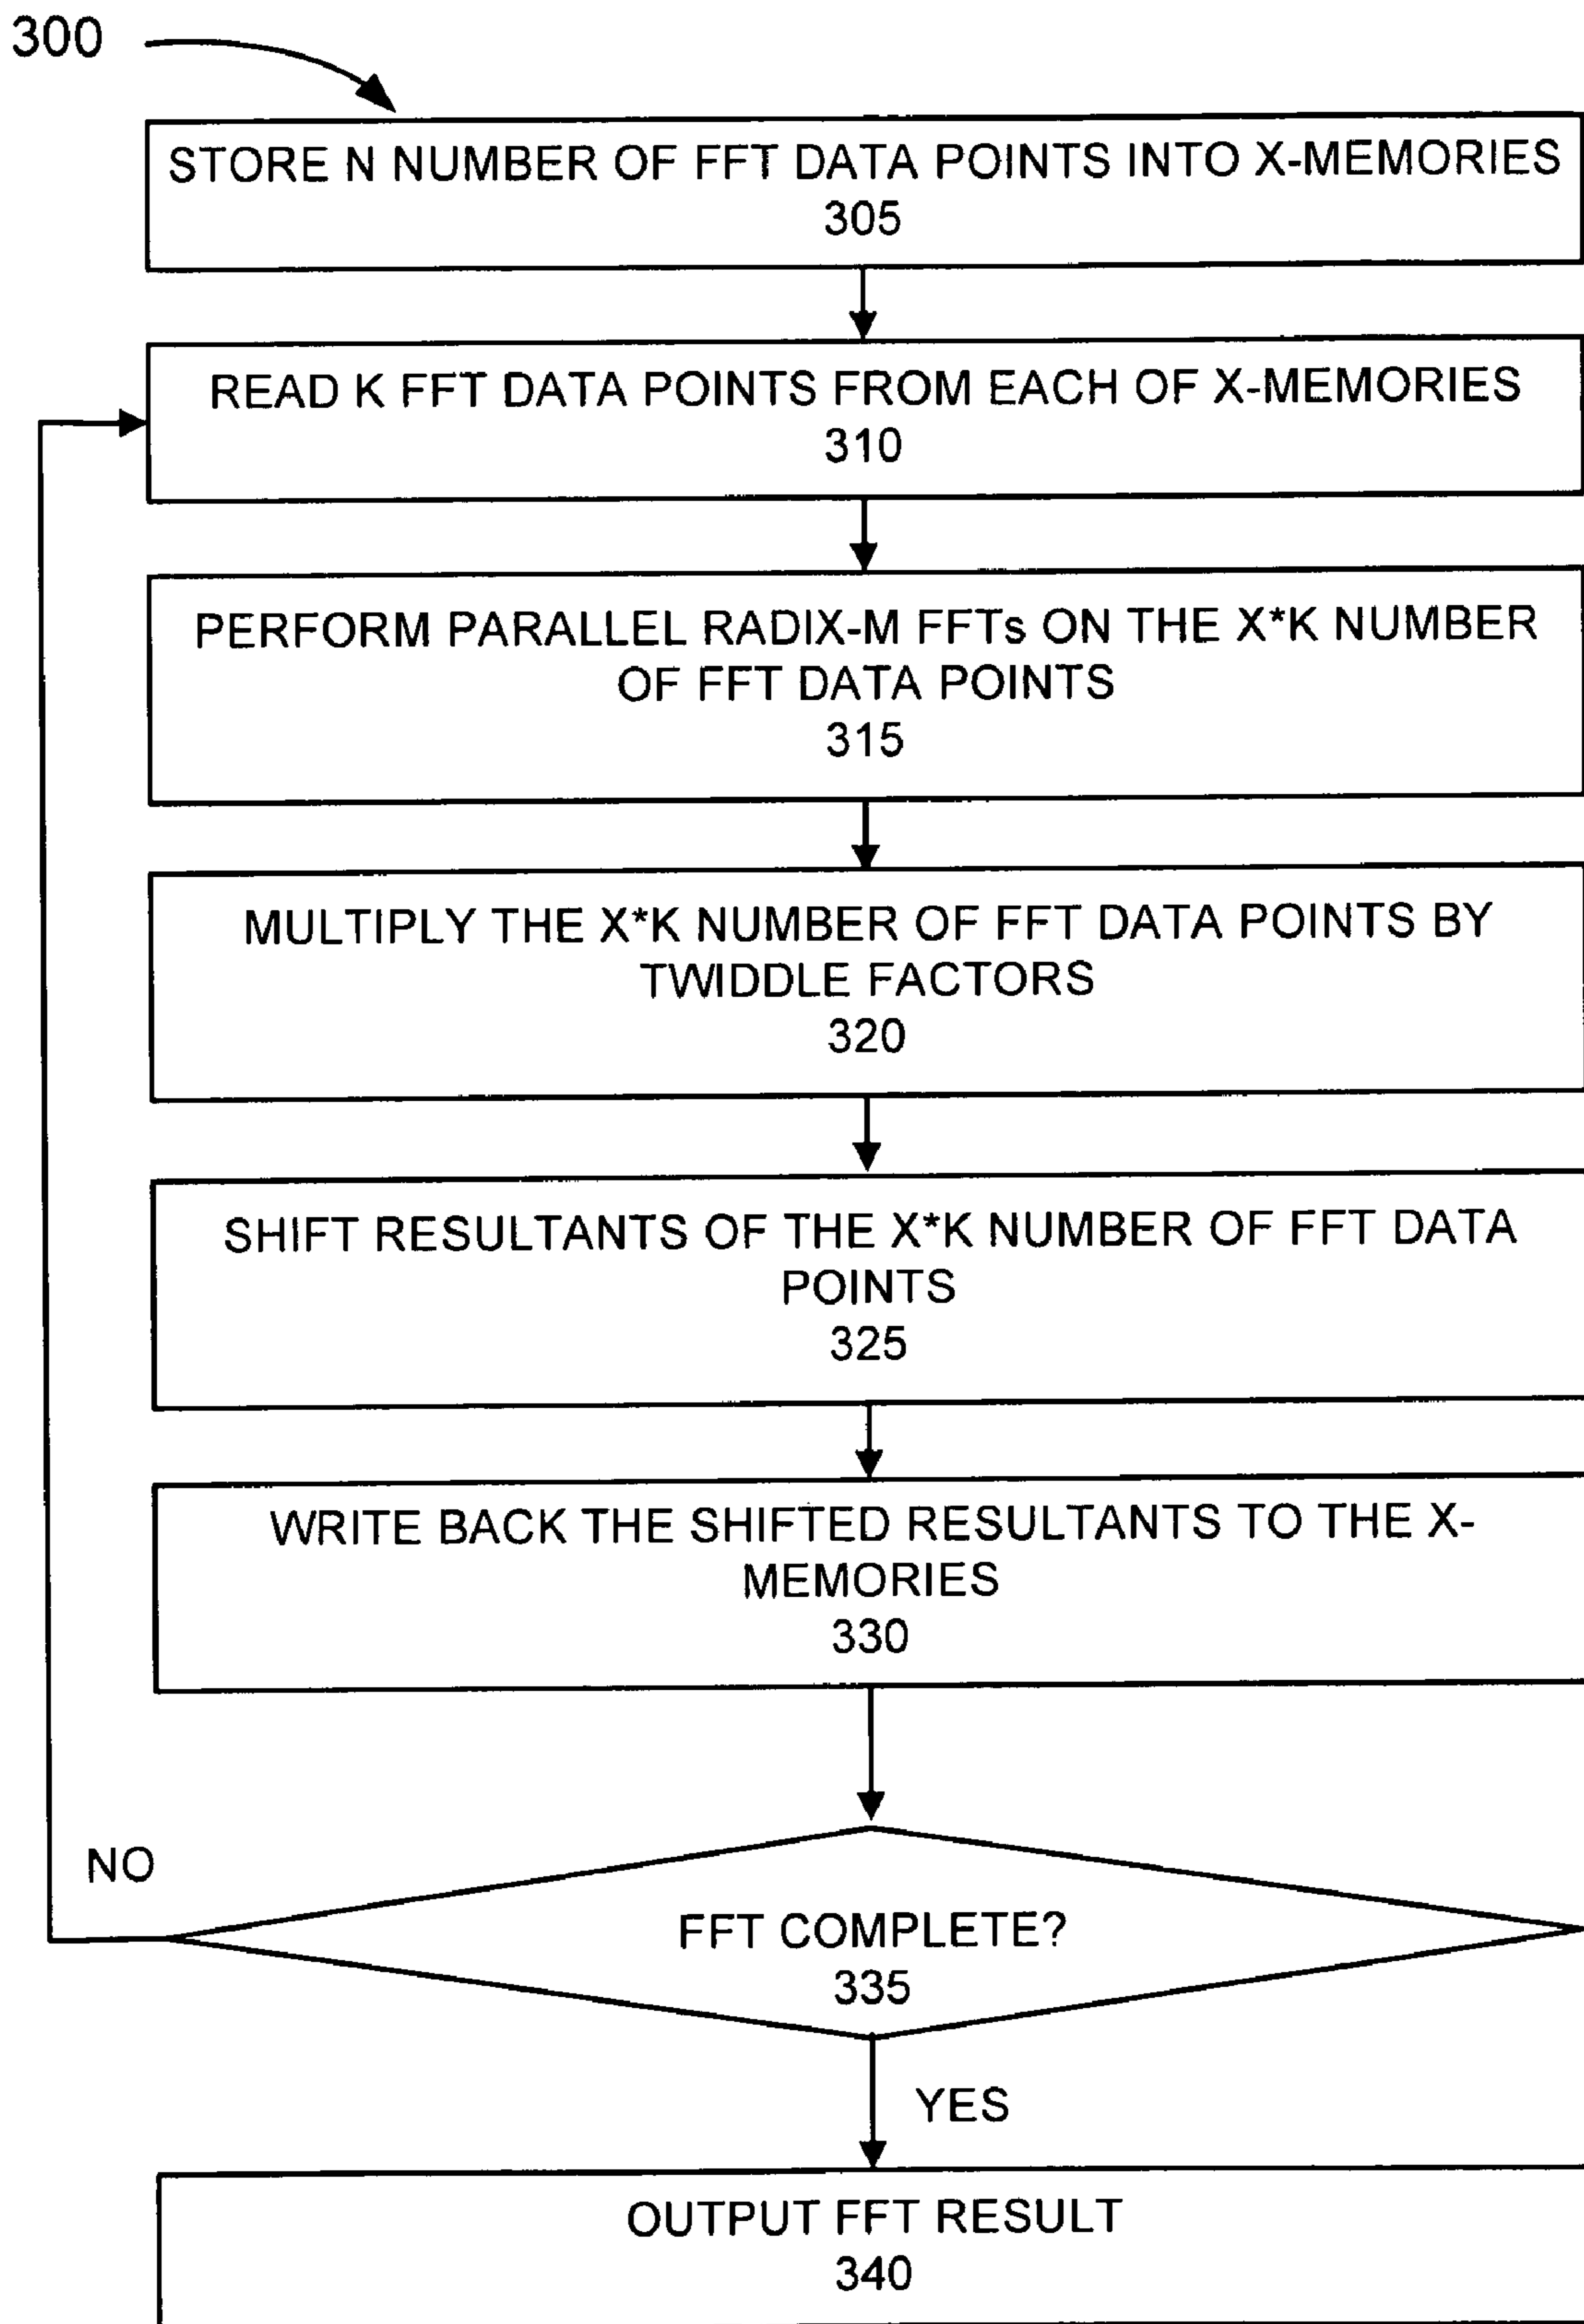 300
STORE N NUMBER OF FFT DATA POINTS INTO X-MEMORIES
305
READ K FFT DATA POINTS FROM EACH OF X-MEMORIES
310
PERFORM PARALLEL RADIX-M FFTs ON THE X*K NUMBER
OF FFT DATA POINTS
315
MULTIPLY THE X*K NUMBER OF FFT DATA POINTS BY
TWIDDLE FACTORS
320
SHIFT RESULTANTS OF THE X*K NUMBER OF FFT DATA
POINTS
325
WRITE BACK THE SHIFTED RESULTANTS TO THE X-
MEMORIES
330
NO
FFT COMPLETE?
335
YES
OUTPUT FFT RESULT
340